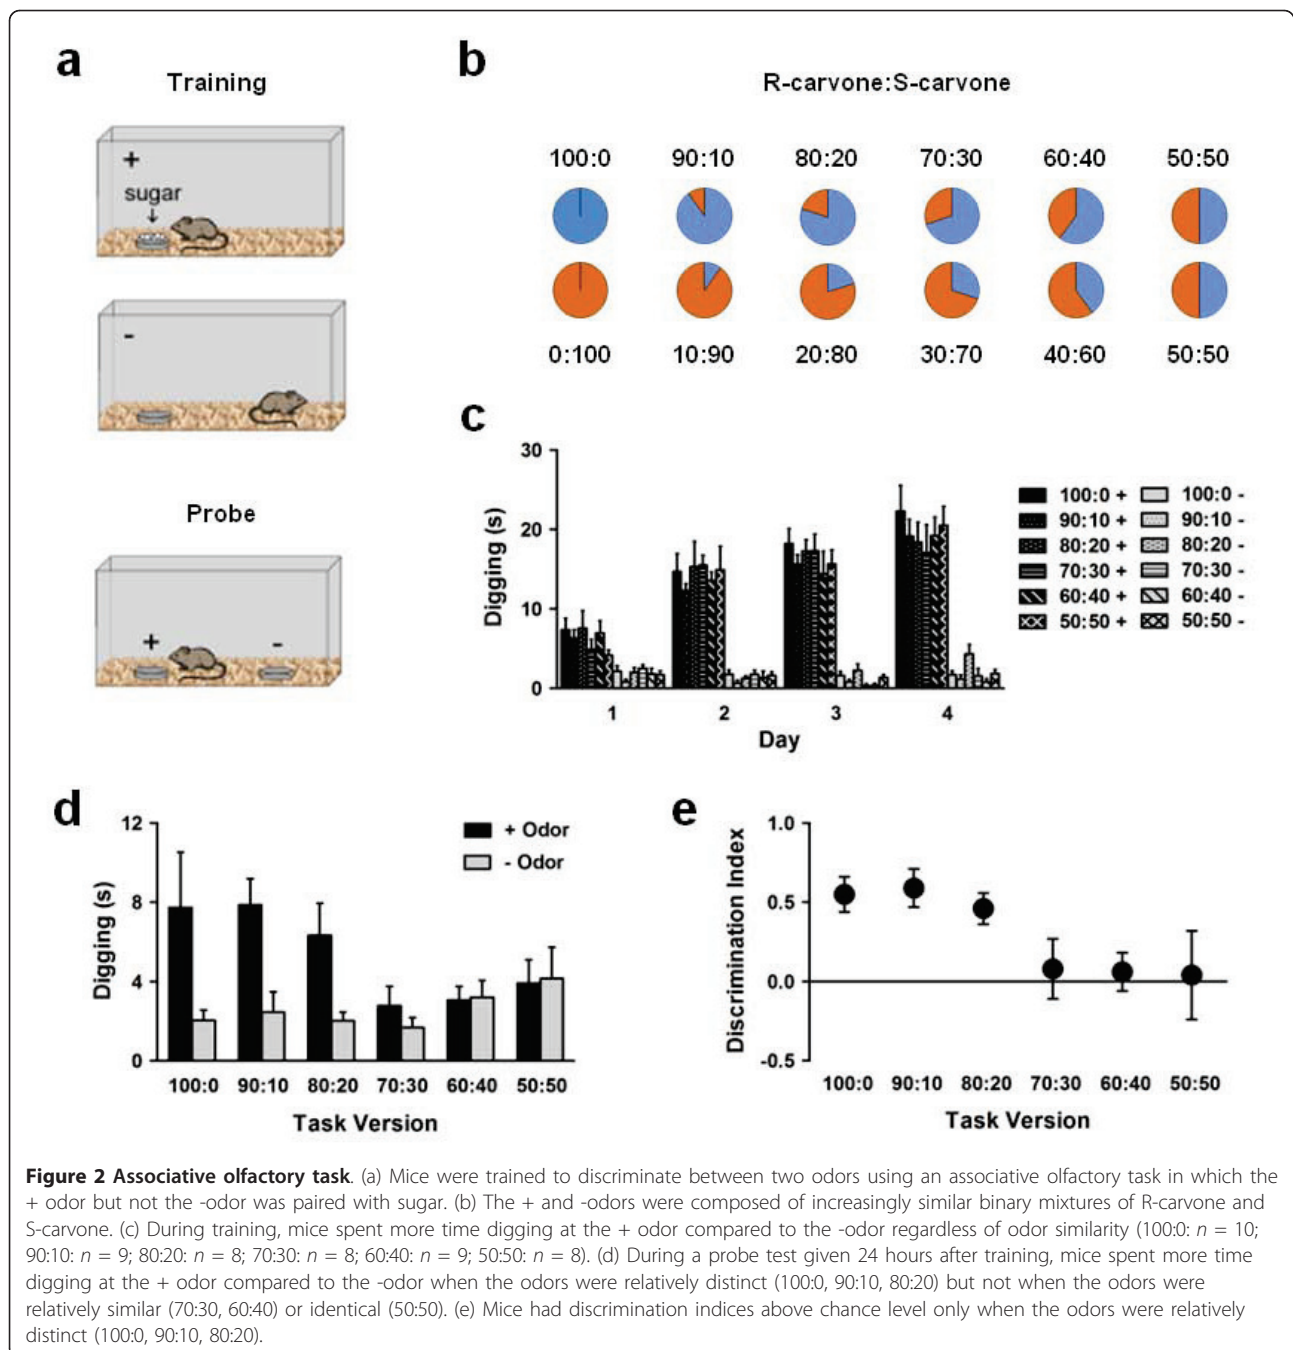 a
Training
+
sugar
-
Probe
+ -
b
R-carvone:S-carvone
100:0 90:10 80:20 70:30 60:40 50:50
0:100 10:90 20:80 30:70 40:60 50:50
c
30
20
10
0
Digging (s)
1 2 3 4
Day
100:0 + 100:0 -
90:10 + 90:10 -
80:20 + 80:20 -
70:30 + 70:30 -
60:40 + 60:40 -
50:50 + 50:50 -
d
12
8
4
0
Digging (s)
+ Odor
- Odor
100:0 90:10 80:20 70:30 60:40 50:50
Task Version
e
1.0
0.5
0.0
-0.5
Discrimination Index
100:0 90:10 80:20 70:30 60:40 50:50
Task Version
Figure 2 Associative olfactory task. (a) Mice were trained to discriminate between two odors using an associative olfactory task in which the
+ odor but not the -odor was paired with sugar. (b) The + and -odors were composed of increasingly similar binary mixtures of R-carvone and
S-carvone. (c) During training, mice spent more time digging at the + odor compared to the -odor regardless of odor similarity (100:0: n = 10;
90:10: n = 9; 80:20: n = 8; 70:30: n = 8; 60:40: n = 9; 50:50: n = 8). (d) During a probe test given 24 hours after training, mice spent more time
digging at the + odor compared to the -odor when the odors were relatively distinct (100:0, 90:10, 80:20) but not when the odors were
relatively similar (70:30, 60:40) or identical (50:50). (e) Mice had discrimination indices above chance level only when the odors were relatively
distinct (100:0, 90:10, 80:20).